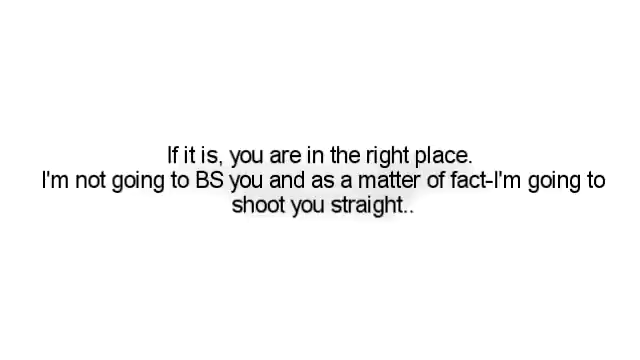 If it is, you are in the right place.
I'm not going to BS you and as a matter of fact-I'm going to
shoot you straight..